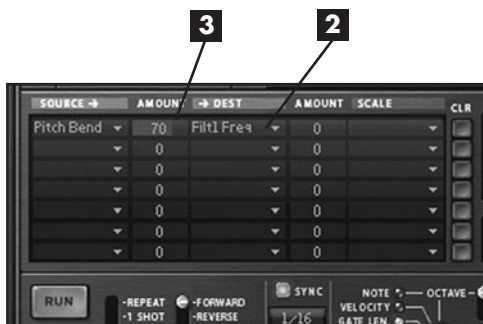 3 2
SOURCE → AMOUNT → DEST AMOUNT SCALE CLR
Pitch Bend 70 Filt1 Freq 0
0 0
0 0
0 0
0 0
0 0
0 0
RUN
-REPEAT -FORWARD SYNC NOTE OCTAVE-
-1 SHOT -REVERSE 1/16 VELOCITY
GATE LEN.